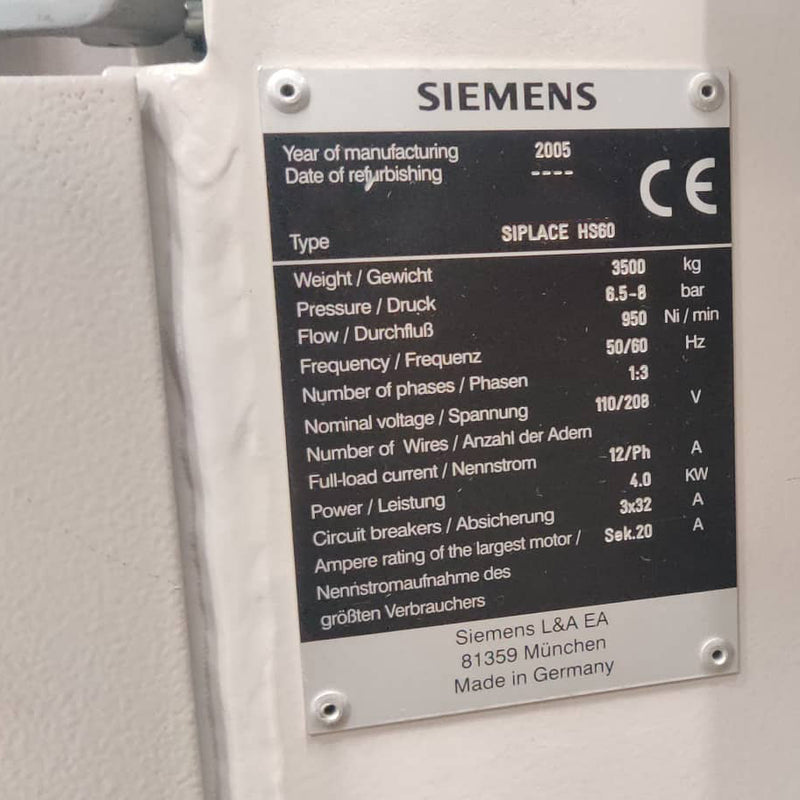 SIEMENS
Year of manufacturing 2005
Date of refurbishing ----
CE
Type SIPLACE HS60
Weight / Gewicht 3500 kg
Pressure / Druck 6.5-8 bar
Flow / Durchfluß 950 Ni / min
Frequency / Frequenz 50/60 Hz
Number of phases / Phasen 1:3
Nominal voltage / Spannung 110/208 V
Number of Wires / Anzahl der Adern
Full-load current / Nennstrom 12/Ph A
Power / Leistung 4.0 KW
Circuit breakers / Absicherung 3x32 A
Ampere rating of the largest motor / Sek.20 A
Nennstromaufnahme des
größten Verbrauchers
Siemens L&A EA
81359 München
Made in Germany